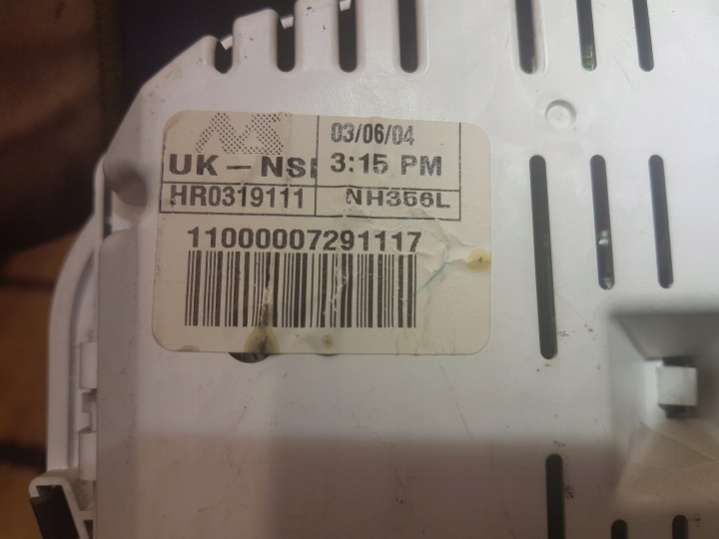 03/06/04
UK-NSI 3:15 PM
HR0319111 NH356L
11000007291117